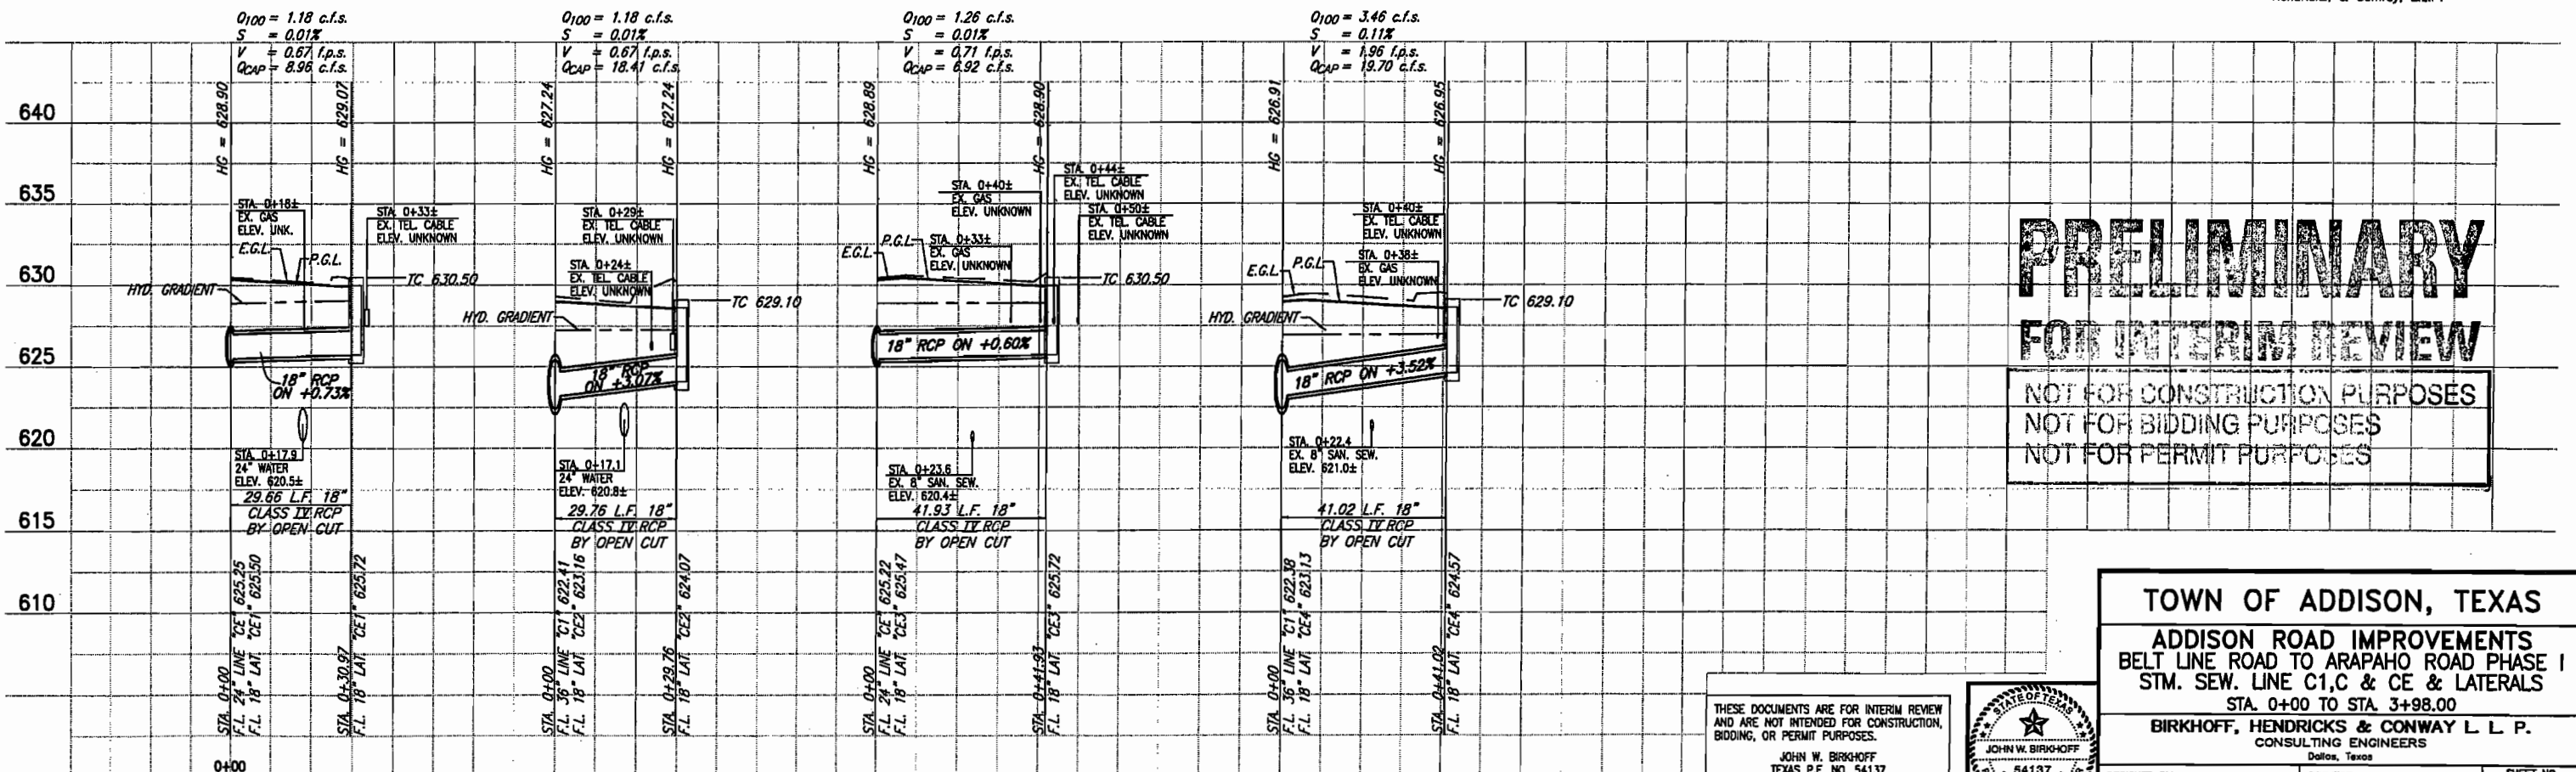 Q100 = 1.18 c.f.s.
S = 0.01%
V = 0.67 f.p.s.
QCAP = 8.96 c.f.s.
Q100 = 1.18 c.f.s.
S = 0.01%
V = 0.67 f.p.s.
QCAP = 18.41 c.f.s.
Q100 = 1.26 c.f.s.
S = 0.01%
V = 0.71 f.p.s.
QCAP = 6.92 c.f.s.
Q100 = 3.46 c.f.s.
S = 0.11%
V = 1.96 f.p.s.
QCAP = 19.70 c.f.s.
640
635
630
625
620
615
610
HG = 628.90
HG = 629.07
STA. 0+18±
EX. GAS
ELEV. UNK.
STA. 0+33±
EX. TEL. CABLE
ELEV. UNKNOWN
E.G.L.
P.G.L.
TC 630.50
HYD. GRADIENT
18" RCP
ON +0.73%
STA. 0+17.9
24" WATER
ELEV. 620.5±
29.66 L.F. 18"
CLASS IV RCP
BY OPEN CUT
STA. 0+00
F.L. 24" LINE "CE" 625.25
F.L. 18" LAT. "CE1" 625.50
STA. 0+30.97
F.L. 18" LAT. "CE1" 625.72
0+00
HG = 627.24
HG = 627.24
STA. 0+29±
EX. TEL. CABLE
ELEV. UNKNOWN
STA. 0+24±
EX. TEL. CABLE
ELEV. UNKNOWN
TC 629.10
HYD. GRADIENT
18" RCP
ON +3.07%
STA. 0+17.1
24" WATER
ELEV. 620.8±
29.76 L.F. 18"
CLASS IV RCP
BY OPEN CUT
STA. 0+00
F.L. 36" LINE "C1" 622.41
F.L. 18" LAT. "CE2" 623.16
STA. 0+29.76
F.L. 18" LAT. "CE2" 624.07
HG = 628.89
HG = 628.90
STA. 0+44±
EX. TEL. CABLE
ELEV. UNKNOWN
STA. 0+40±
EX. GAS
ELEV. UNKNOWN
STA. 0+50±
EX. TEL. CABLE
ELEV. UNKNOWN
STA. 0+33±
EX. GAS
ELEV. UNKNOWN
E.G.L.
P.G.L.
TC 630.50
18" RCP ON +0.60%
STA. 0+23.6
EX. 8" SAN. SEW.
ELEV. 620.4±
41.93 L.F. 18"
CLASS IV RCP
BY OPEN CUT
STA. 0+00
F.L. 24" LINE "CE" 625.22
F.L. 18" LAT. "CE3" 625.47
STA. 0+41.93
F.L. 18" LAT. "CE3" 625.72
HG = 626.91
HG = 626.95
STA. 0+40±
EX. TEL. CABLE
ELEV. UNKNOWN
STA. 0+38±
EX. GAS
ELEV. UNKNOWN
E.G.L.
P.G.L.
TC 629.10
HYD. GRADIENT
18" RCP ON +3.52%
STA. 0+22.4
EX. 8" SAN. SEW.
ELEV. 621.0±
41.02 L.F. 18"
CLASS IV RCP
BY OPEN CUT
STA. 0+00
F.L. 36" LINE "C1" 622.38
F.L. 18" LAT. "CE4" 623.13
STA. 0+41.02
F.L. 18" LAT. "CE4" 624.57
PRELIMINARY
FOR INTERIM REVIEW
NOT FOR CONSTRUCTION PURPOSES
NOT FOR BIDDING PURPOSES
NOT FOR PERMIT PURPOSES
THESE DOCUMENTS ARE FOR INTERIM REVIEW
AND ARE NOT INTENDED FOR CONSTRUCTION,
BIDDING, OR PERMIT PURPOSES.
JOHN W. BIRKHOFF
TEXAS P.E. NO. 54137
STATE OF TEXAS
JOHN W. BIRKHOFF
54137
TOWN OF ADDISON, TEXAS
ADDISON ROAD IMPROVEMENTS
BELT LINE ROAD TO ARAPAHO ROAD PHASE I
STM. SEW. LINE C1,C & CE & LATERALS
STA. 0+00 TO STA. 3+98.00
BIRKHOFF, HENDRICKS & CONWAY L. L. P.
CONSULTING ENGINEERS
Dallas, Texas
SHEET NO.